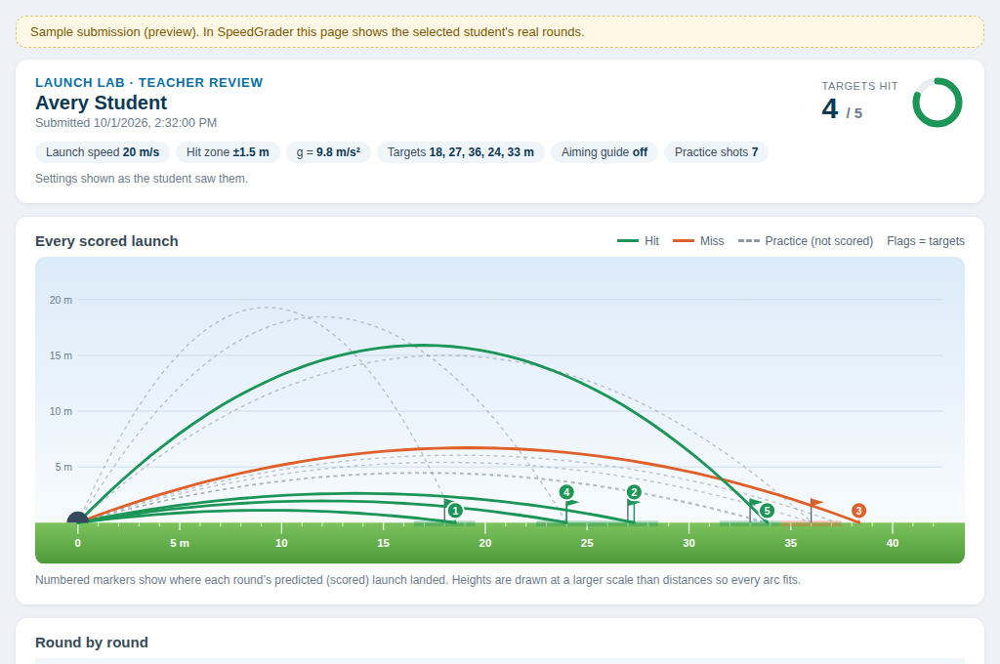 Sample submission (preview). In SpeedGrader this page shows the selected student's real rounds.
LAUNCH LAB · TEACHER REVIEW
Avery Student
Submitted 10/1/2026, 2:32:00 PM
TARGETS HIT
4 / 5
Launch speed 20 m/s
Hit zone ±1.5 m
g = 9.8 m/s²
Targets 18, 27, 36, 24, 33 m
Aiming guide off
Practice shots 7
Settings shown as the student saw them.
Every scored launch
Hit
Miss
Practice (not scored)
Flags = targets
20 m
15 m
10 m
5 m
1
4
2
5
3
0
5 m
10
15
20
25
30
35
40
Numbered markers show where each round's predicted (scored) launch landed. Heights are drawn at a larger scale than distances so every arc fits.
Round by round